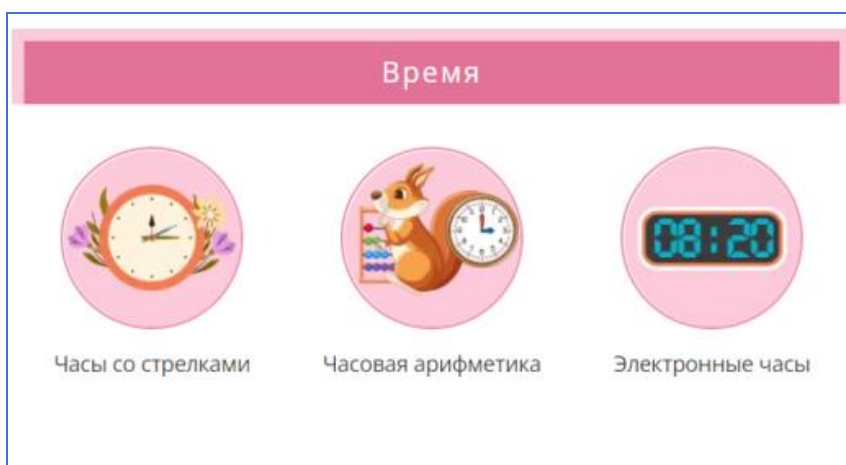 Время
08:20
Часы со стрелками
Часовая арифметика
Электронные часы